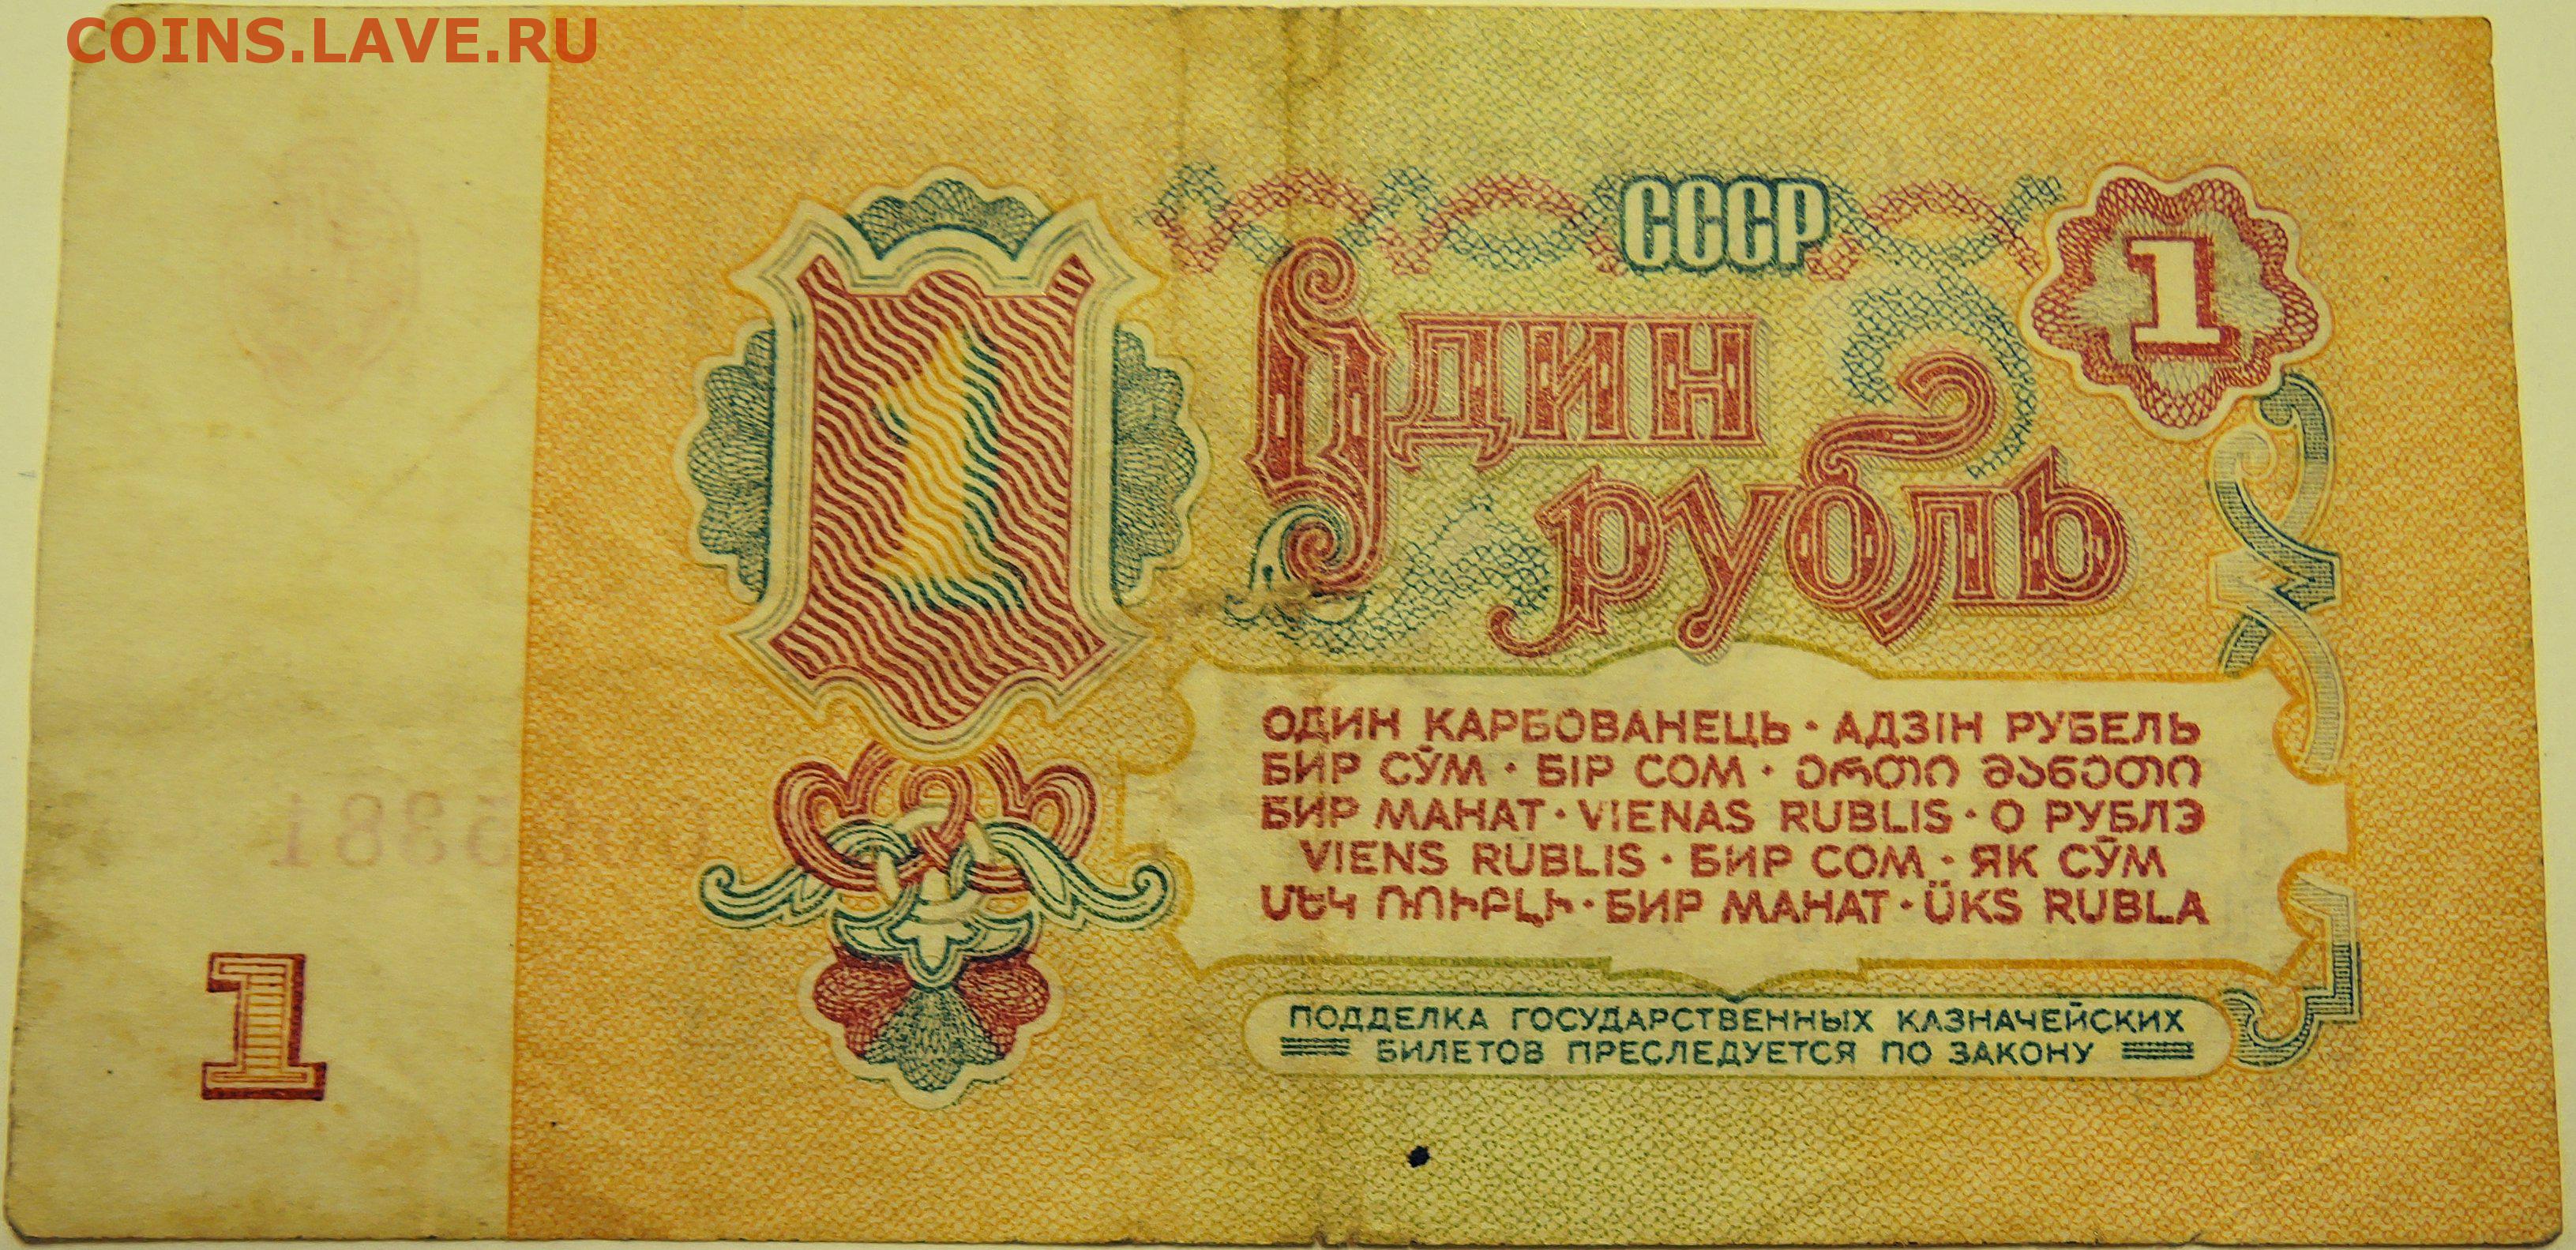 COINS.LAVE.RU
СССР
1
Один
рубль
ОДИН КАРБОВАНЕЦЬ · АДЗІН РУБЕЛЬ
БИР СЎМ · БІР СОМ · ერთი მანეთი
БИР МАНАТ · VIENAS RUBLIS · О РУБЛЭ
VIENS RUBLIS · БИР СОМ · ЯК СЎМ
ՄԵԿ ՌՈՒԲԼԻ · БИР МАНАТ · ÜKS RUBLA
ПОДДЕЛКА ГОСУДАРСТВЕННЫХ КАЗНАЧЕЙСКИХ
БИЛЕТОВ ПРЕСЛЕДУЕТСЯ ПО ЗАКОНУ
1
1